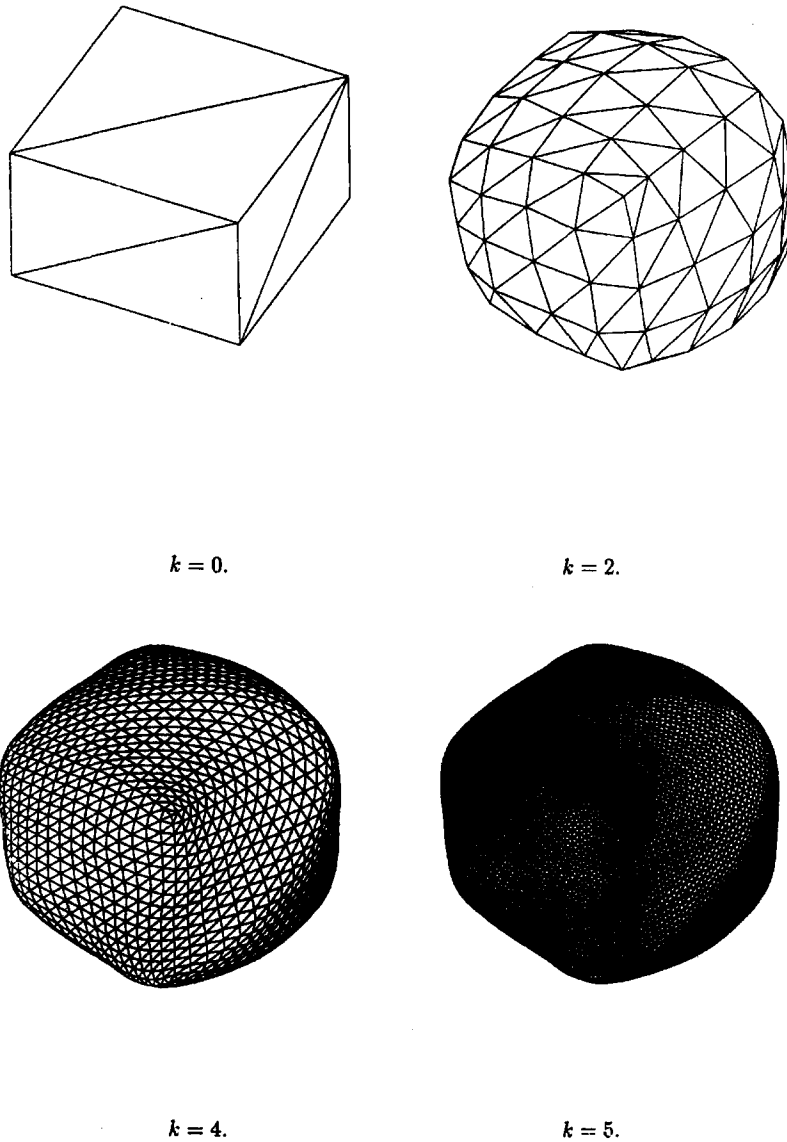 k = 0.
k = 2.
k = 4.
k = 5.